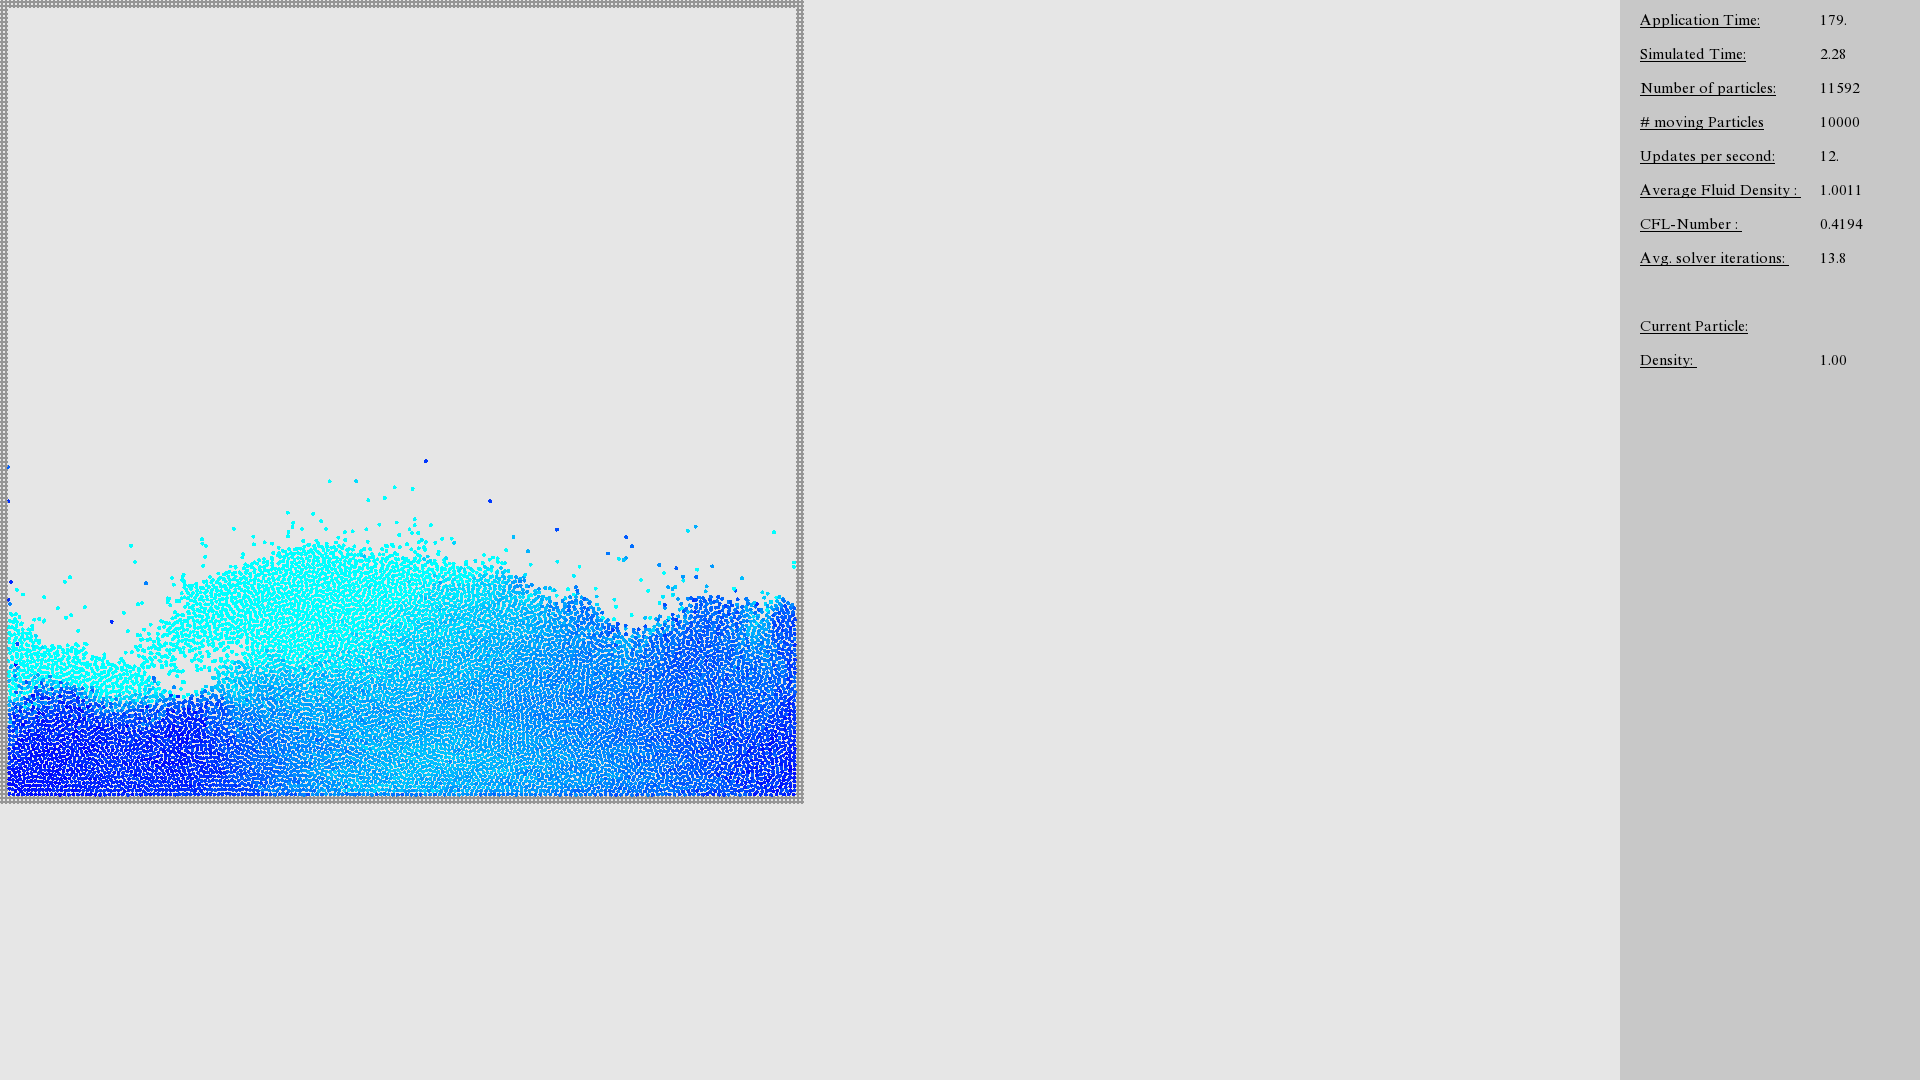 Application Time: 179.
Simulated Time: 2.28
Number of particles: 11592
# moving Particles 10000
Updates per second: 12.
Average Fluid Density : 1.0011
CFL-Number : 0.4194
Avg. solver iterations: 13.8
Current Particle:
Density: 1.00